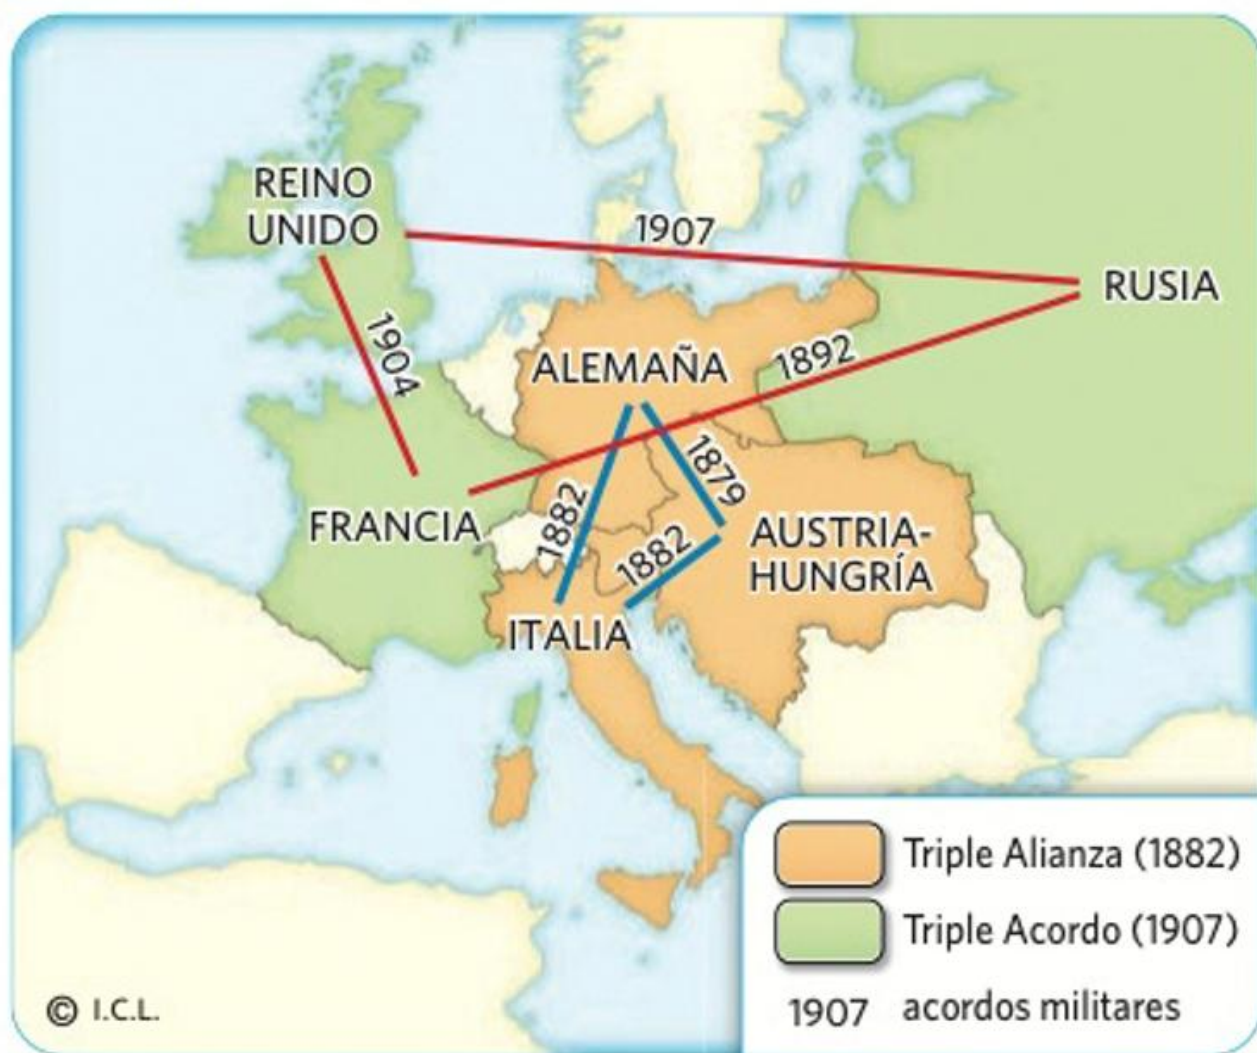 REINO
UNIDO
1907
RUSIA
1904
ALEMAÑA
1892
1879
FRANCIA
1882
1882
AUSTRIA-
HUNGRÍA
ITALIA
Triple Alianza (1882)
Triple Acordo (1907)
1907 acordos militares
© I.C.L.